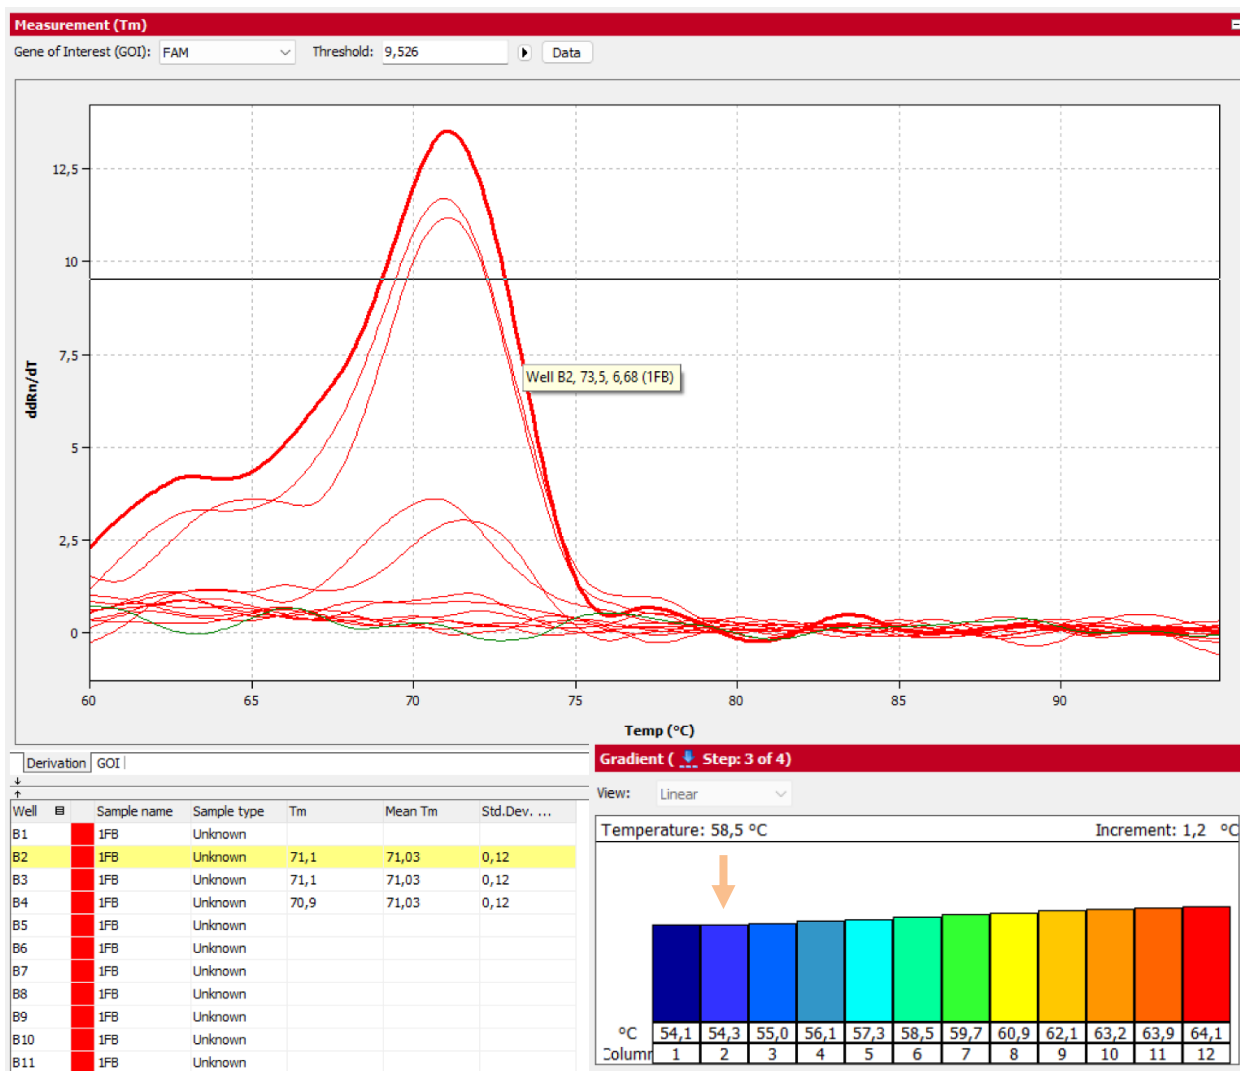 Measurement (Tm)
Gene of Interest (GOI): FAM Threshold: 9,526 Data
12,5
10
7,5
5
2,5
0
ddRn/dT
Well B2, 73,5, 6,68 (1FB)
60 65 70 75 80 85 90
Temp (°C)
Derivation GOI
Well Sample name Sample type Tm Mean Tm Std.Dev. ...
B1 1FB Unknown
B2 1FB Unknown 71,1 71,03 0,12
B3 1FB Unknown 71,1 71,03 0,12
B4 1FB Unknown 70,9 71,03 0,12
B5 1FB Unknown
B6 1FB Unknown
B7 1FB Unknown
B8 1FB Unknown
B9 1FB Unknown
B10 1FB Unknown
B11 1FB Unknown
Gradient ( Step: 3 of 4)
View: Linear
Temperature: 58,5 °C Increment: 1,2 °C
°C 54,1 54,3 55,0 56,1 57,3 58,5 59,7 60,9 62,1 63,2 63,9 64,1
Column 1 2 3 4 5 6 7 8 9 10 11 12